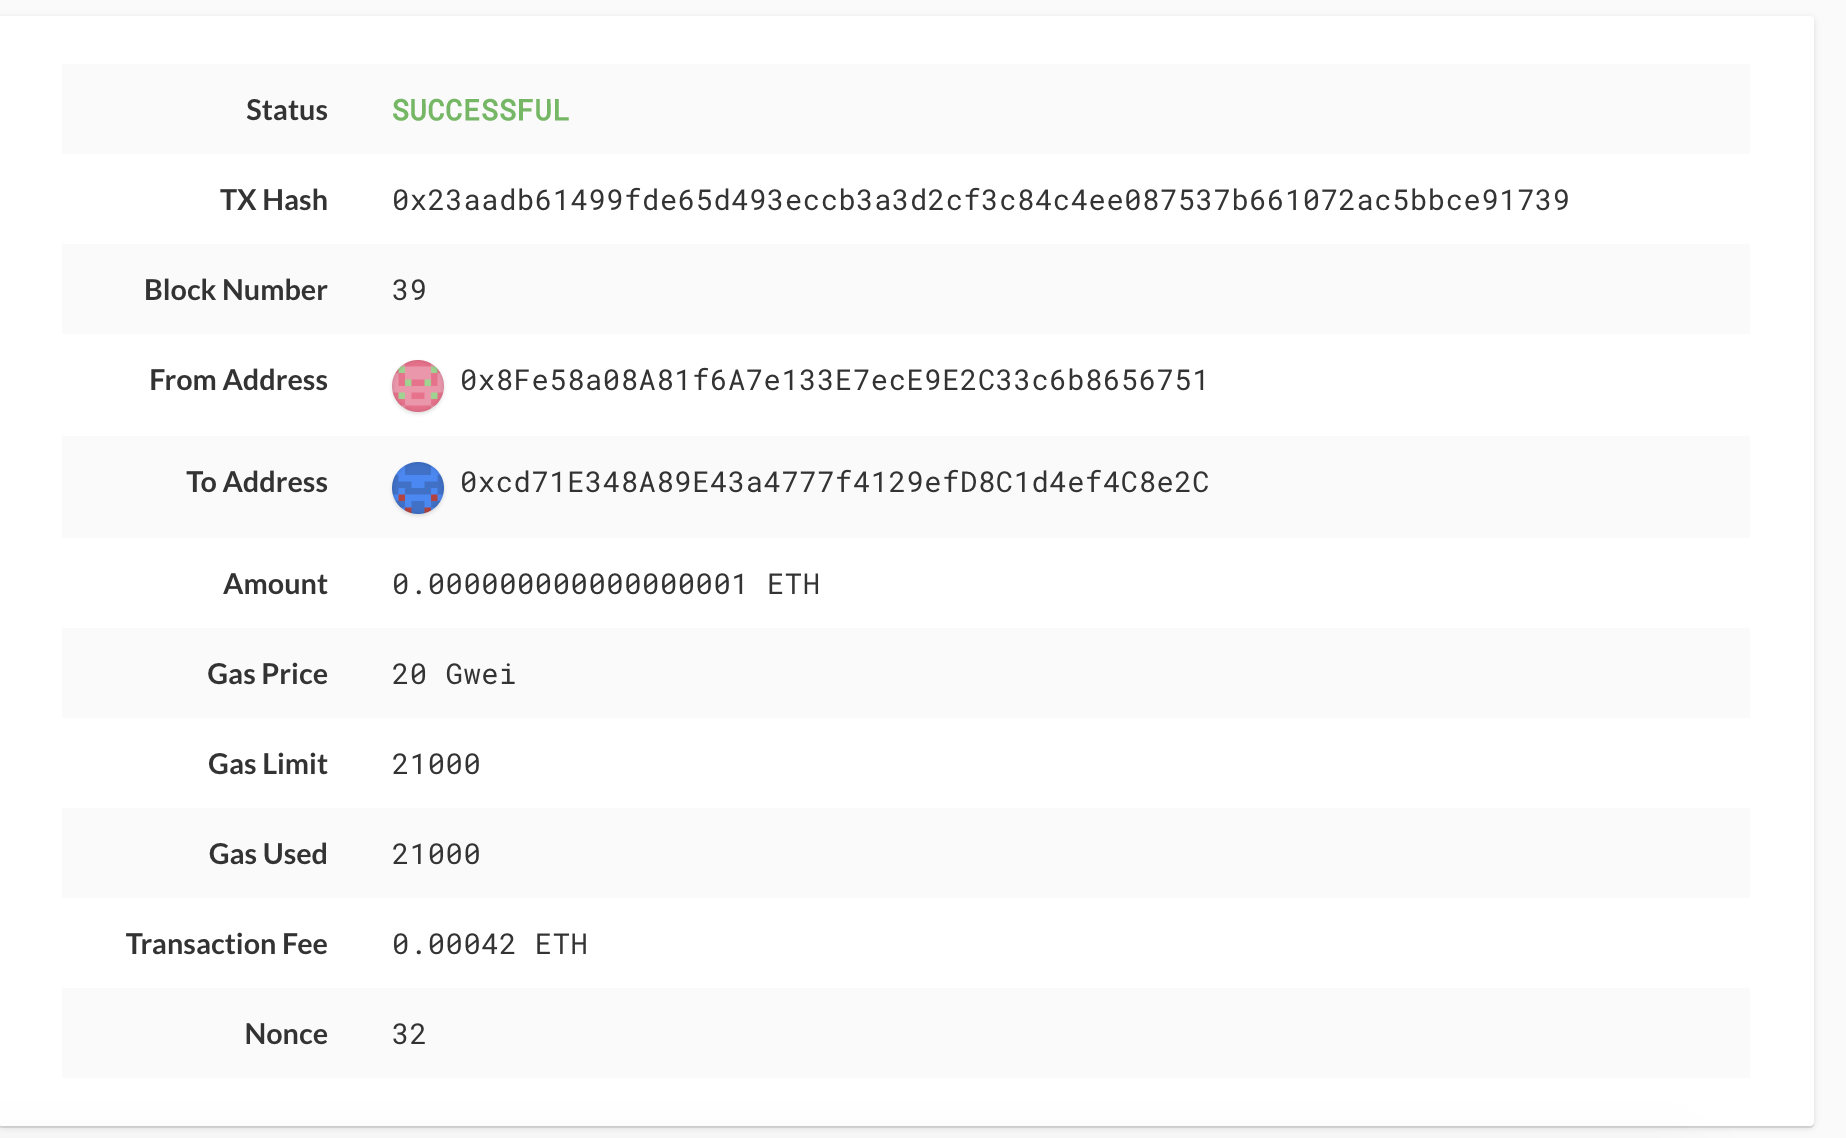 Status SUCCESSFUL
TX Hash 0x23aadb61499fde65d493eccb3a3d2cf3c84c4ee087537b661072ac5bbce91739
Block Number 39
From Address 0x8Fe58a08A81f6A7e133E7ecE9E2C33c6b8656751
To Address 0xcd71E348A89E43a4777f4129efD8C1d4ef4C8e2C
Amount 0.000000000000000001 ETH
Gas Price 20 Gwei
Gas Limit 21000
Gas Used 21000
Transaction Fee 0.00042 ETH
Nonce 32